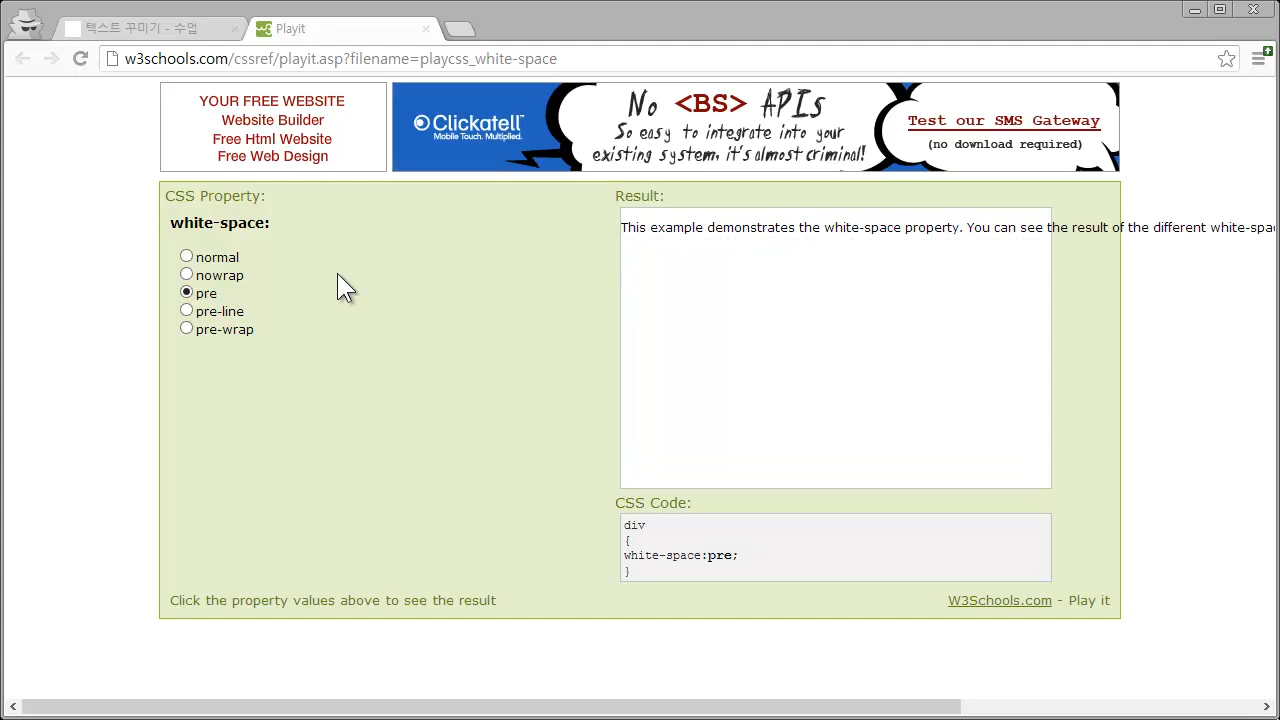 텍스트 꾸미기 - 수업
Playit
w3schools.com/cssref/playit.asp?filename=playcss_white-space
YOUR FREE WEBSITE
Website Builder
Free Html Website
Free Web Design
Clickatell
Mobile Touch. Multiplied.
No <BS> APIs
So easy to integrate into your
existing system, it's almost criminal!
Test our SMS Gateway
(no download required)
CSS Property:
white-space:
normal
nowrap
pre
pre-line
pre-wrap
Click the property values above to see the result
Result:
This example demonstrates the white-space property. You can see the result of the different white-spa
CSS Code:
div
{
white-space:pre;
}
W3Schools.com - Play it